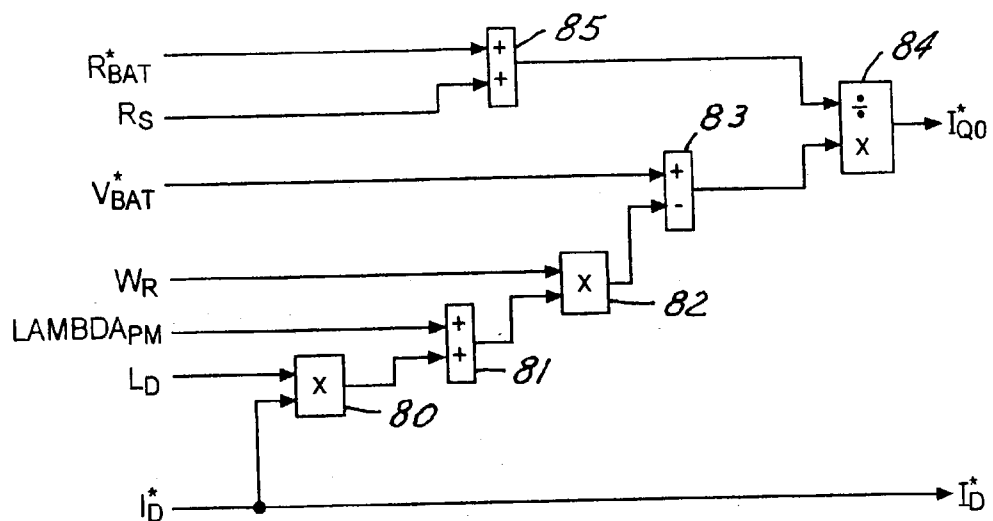 85
R*BAT
+
+
RS
84
÷
X
I*Q0
83
V*BAT
+
-
WR
X
82
LAMBDAPM
+
+
81
LD
X
80
I*D
I*D